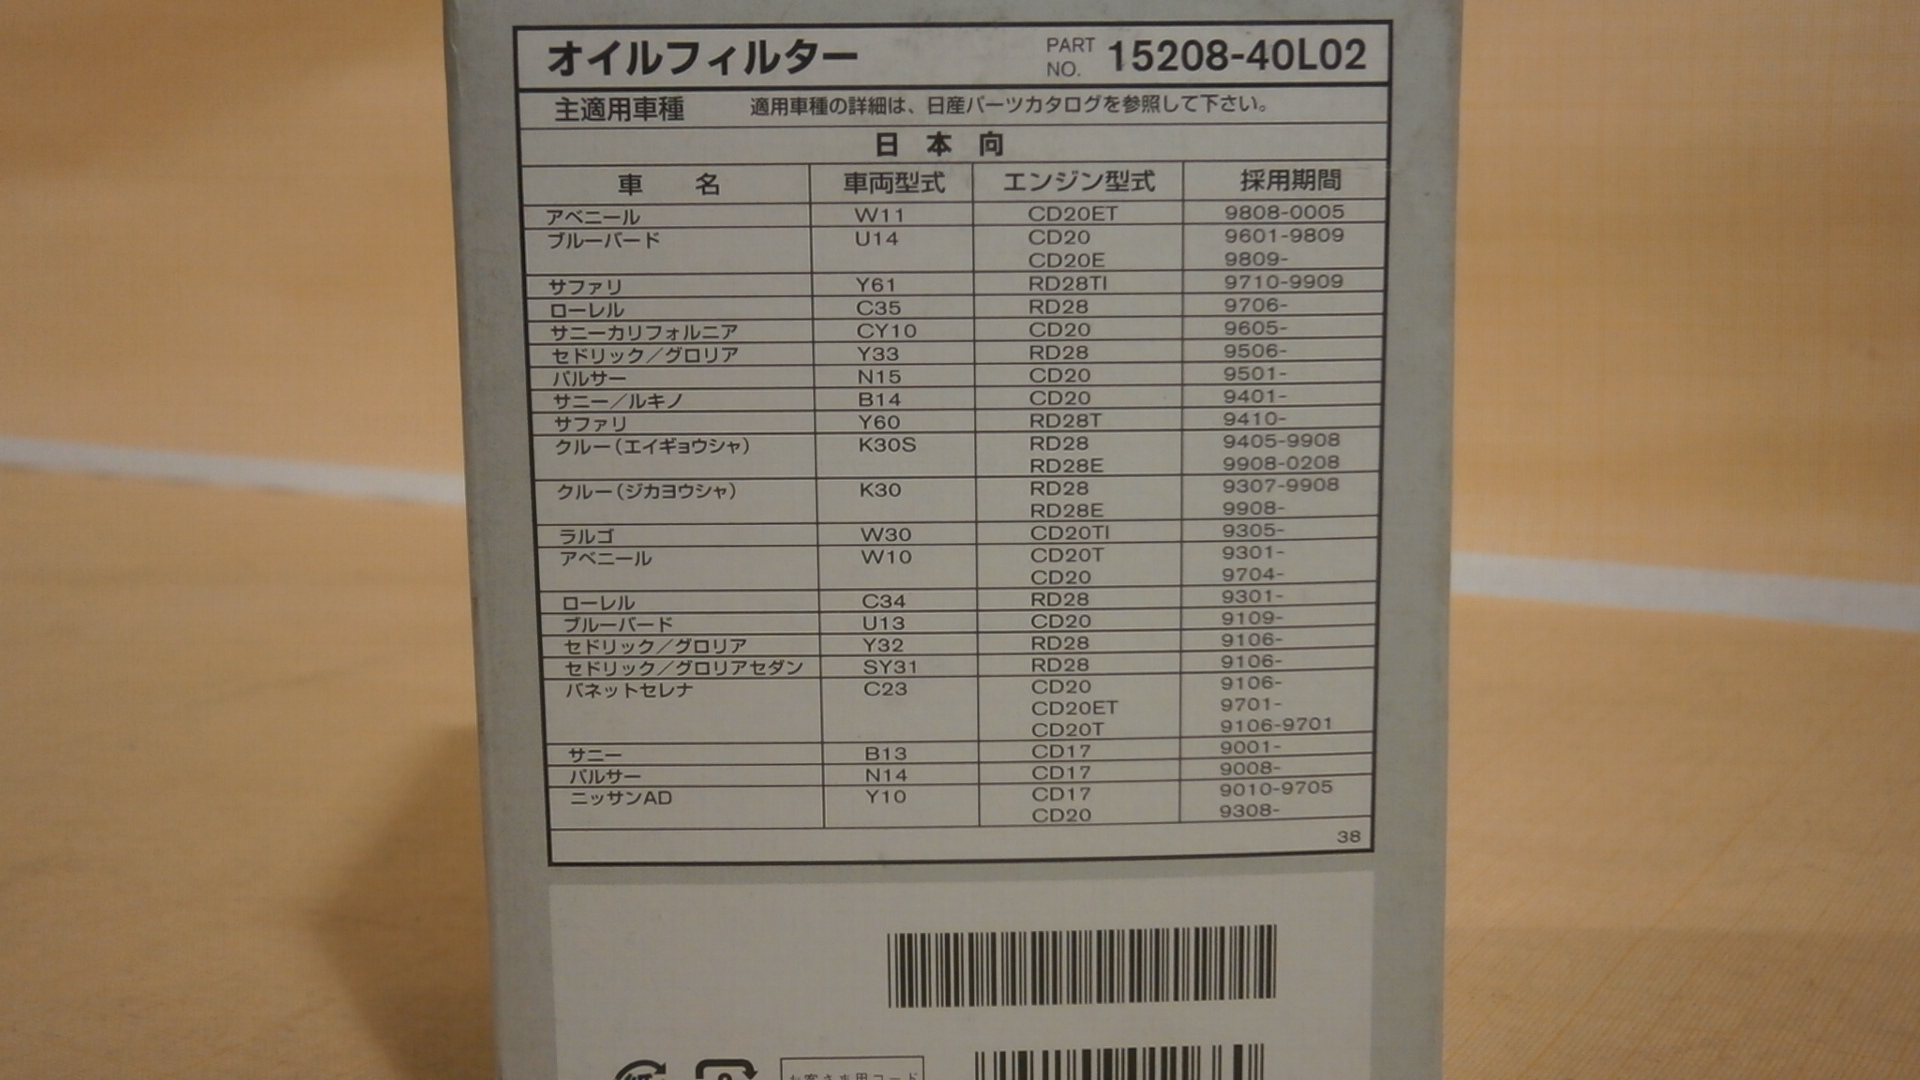 オイルフィルター PART NO. 15208-40L02
主適用車種 適用車種の詳細は、日産パーツカタログを参照して下さい。
日本向
車名 車両型式 エンジン型式 採用期間
アベニール W11 CD20ET 9808-0005
ブルーバード U14 CD20 9601-9809
CD20E 9809-
サファリ Y61 RD28TI 9710-9909
ローレル C35 RD28 9706-
サニーカリフォルニア CY10 CD20 9605-
セドリック/グロリア Y33 RD28 9506-
パルサー N15 CD20 9501-
サニー/ルキノ B14 CD20 9401-
サファリ Y60 RD28T 9410-
クルー(エイギョウシャ) K30S RD28 9405-9908
RD28E 9908-0208
クルー(ジカヨウシャ) K30 RD28 9307-9908
RD28E 9908-
ラルゴ W30 CD20TI 9305-
アベニール W10 CD20T 9301-
CD20 9704-
ローレル C34 RD28 9301-
ブルーバード U13 CD20 9109-
セドリック/グロリア Y32 RD28 9106-
セドリック/グロリアセダン SY31 RD28 9106-
バネットセレナ C23 CD20 9106-
CD20ET 9701-
CD20T 9106-9701
サニー B13 CD17 9001-
パルサー N14 CD17 9008-
ニッサンAD Y10 CD17 9010-9705
CD20 9308-
38
お客さま用コード